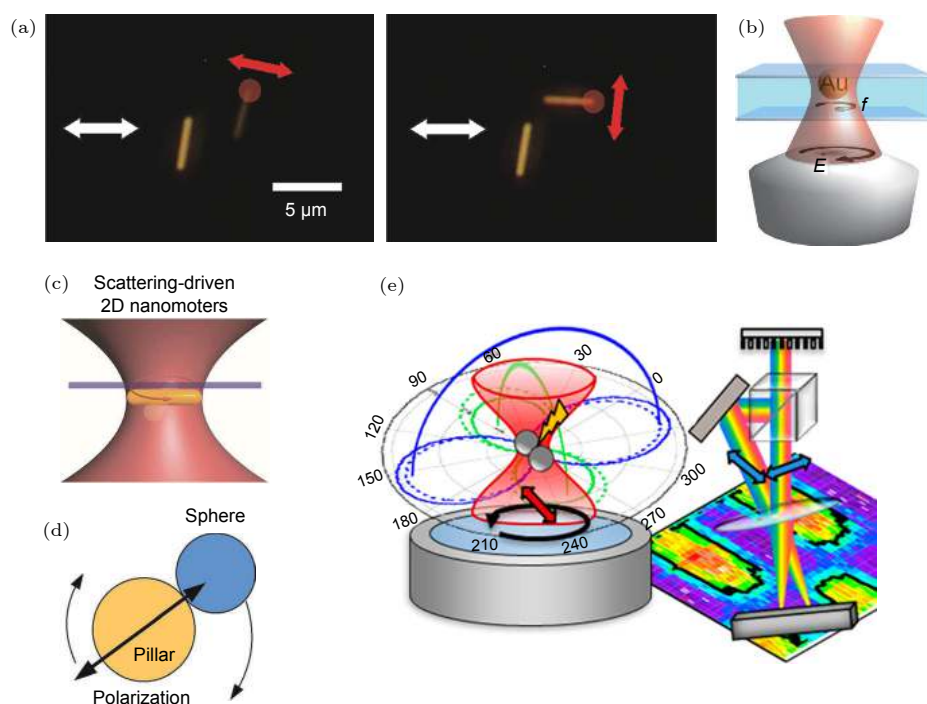 (a)
5 μm
(b)
Au
f
E
(c)
Scattering-driven
2D nanomoters
(d)
Sphere
Pillar
Polarization
(e)
60
30
90
0
120
150
300
180
270
210
240